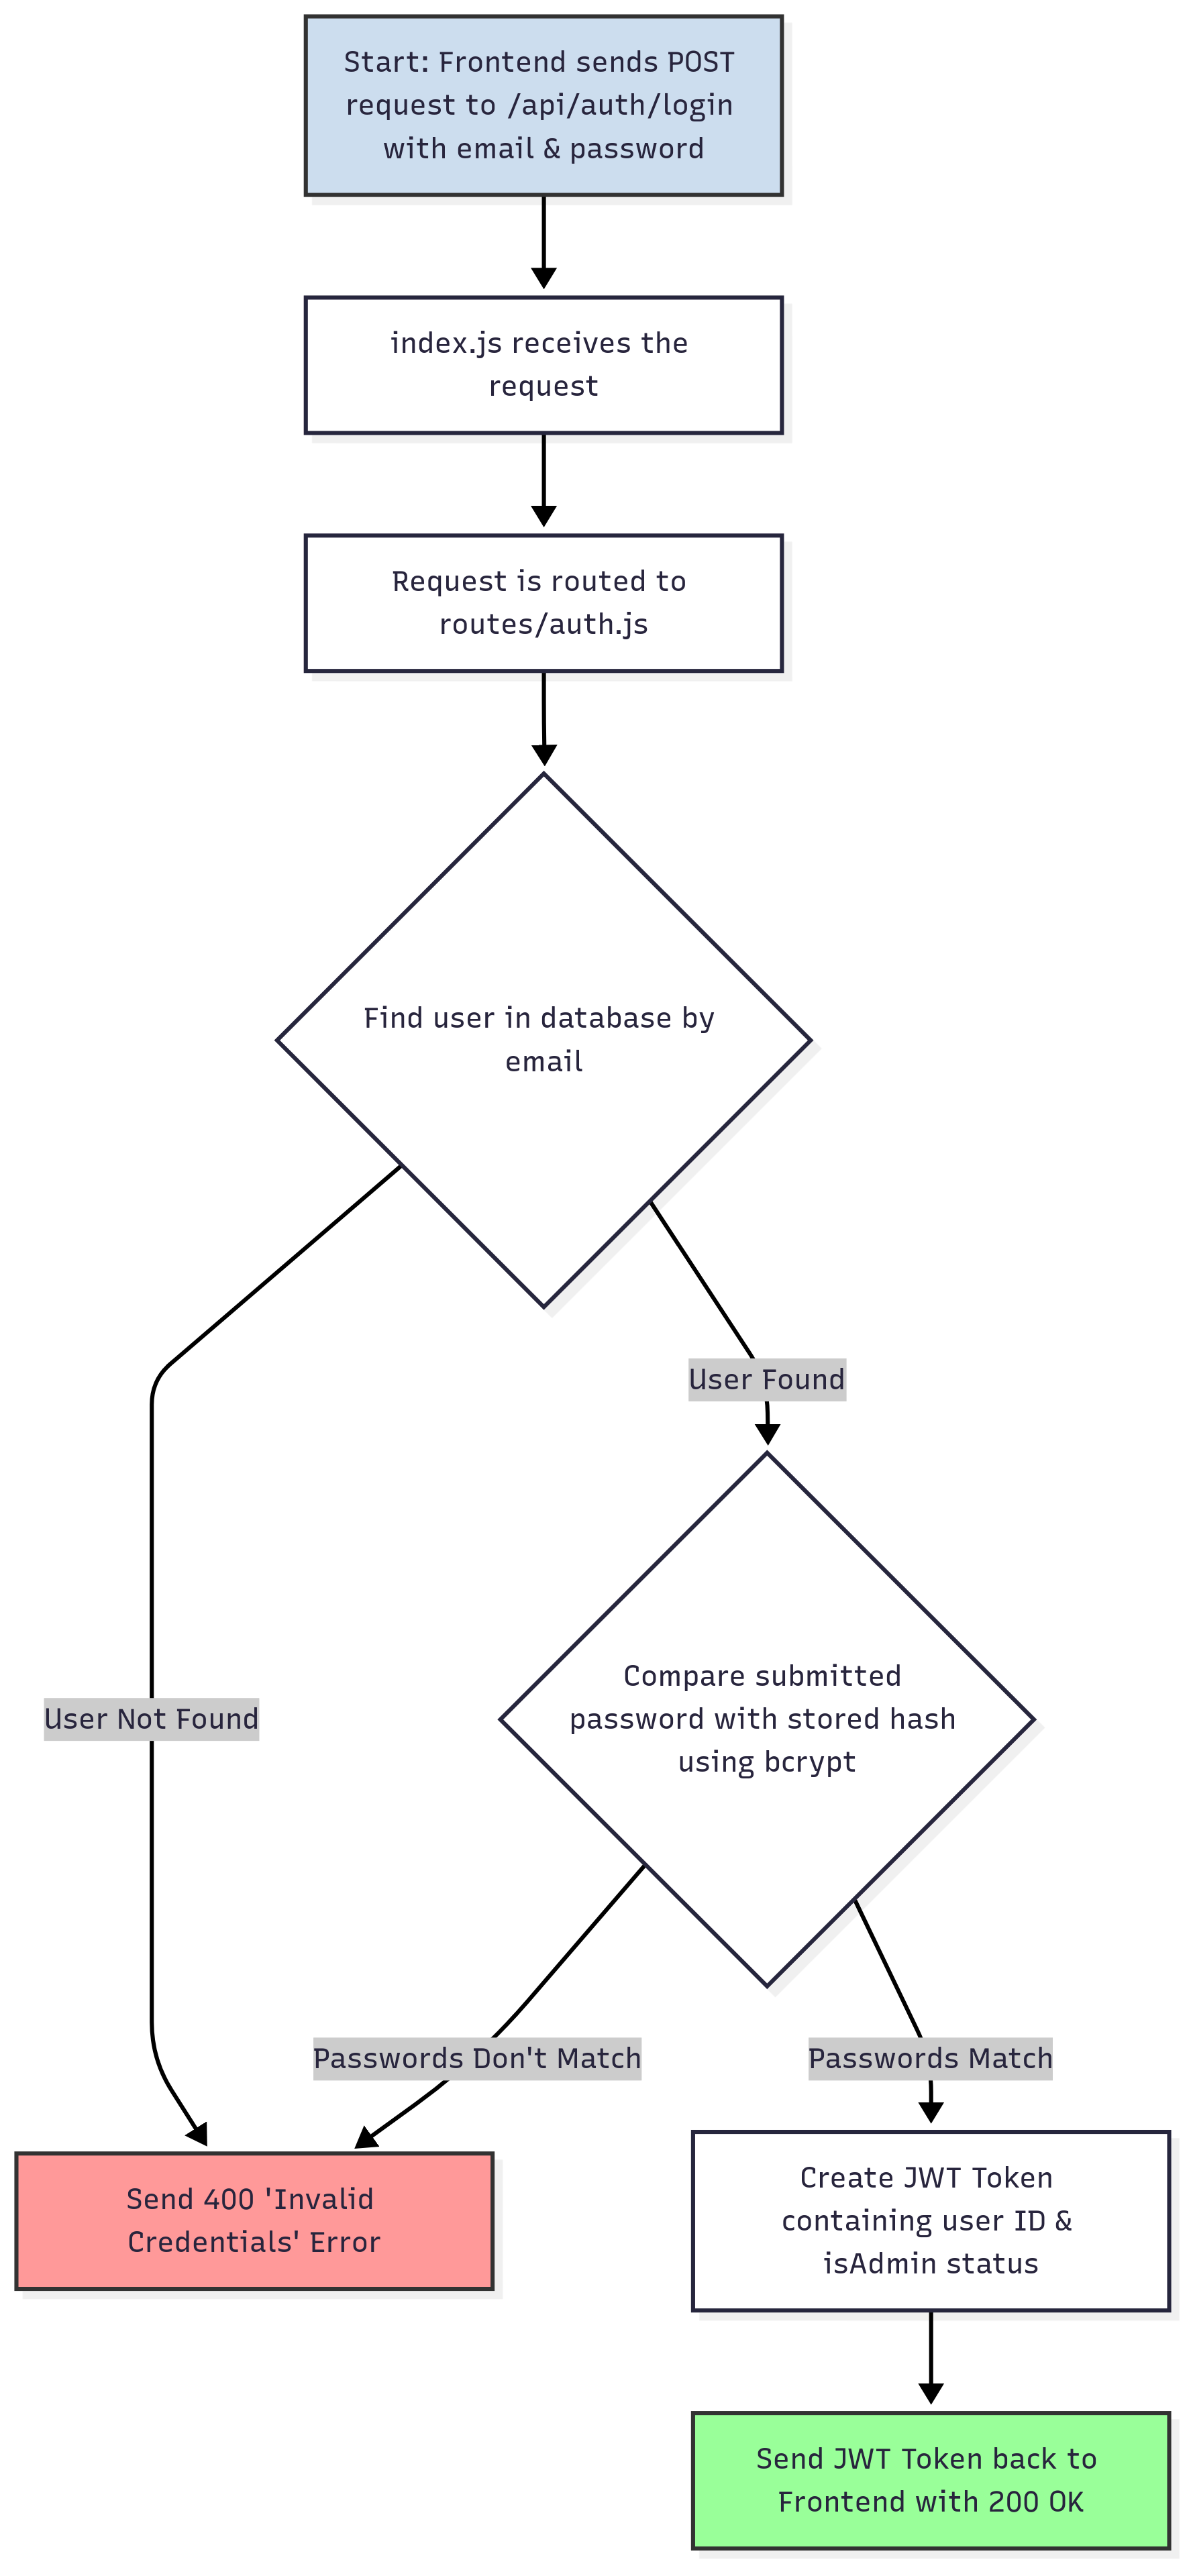 Start: Frontend sends POST
request to /api/auth/login
with email & password
index.js receives the
request
Request is routed to
routes/auth.js
Find user in database by
email
User Found
User Not Found
Compare submitted
password with stored hash
using bcrypt
Passwords Don't Match
Passwords Match
Send 400 'Invalid
Credentials' Error
Create JWT Token
containing user ID &
isAdmin status
Send JWT Token back to
Frontend with 200 OK